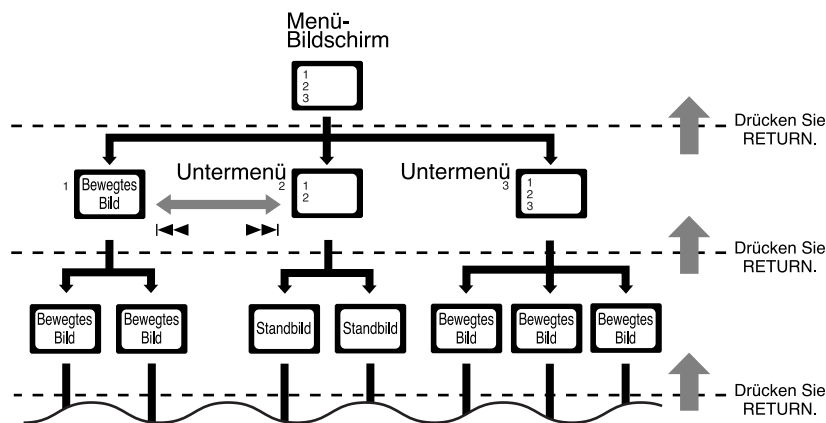 Menü-
Bildschirm
1
2
3
Drücken Sie
RETURN.
1
Bewegtes
Bild
Untermenü
2
1
2
Untermenü
3
1
2
3
Drücken Sie
RETURN.
Bewegtes
Bild
Bewegtes
Bild
Standbild
Standbild
Bewegtes
Bild
Bewegtes
Bild
Bewegtes
Bild
Drücken Sie
RETURN.